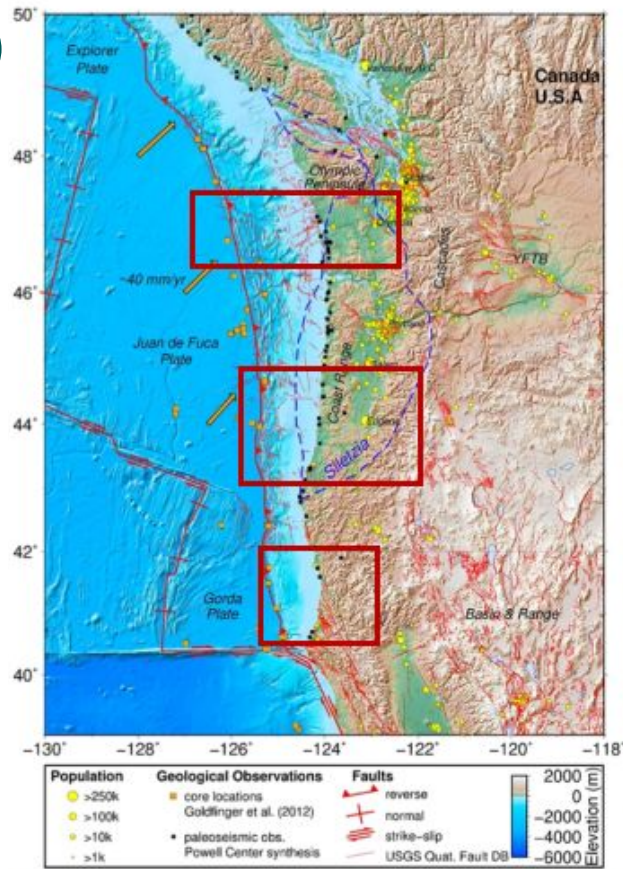 50˚
Explorer
Plate
Canada
U.S.A
48˚
Olympic
Peninsula
Cascades
YFTB
46˚
~40 mm/yr
Juan de Fuca
Plate
Coast Range
44˚
Eugene
Siletzia
42˚
Gorda
Plate
Basin & Range
40˚
-130 -128 -126 -124 -122 -120 -118
Population Geological Observations Faults
>250k core locations reverse
>100k Goldfinger et al. (2012) normal
>10k paleoseismic obs. strike-slip
>1k Powell Center synthesis USGS Quat. Fault DB
2000
0
-2000
-4000
-6000
Elevation (m)